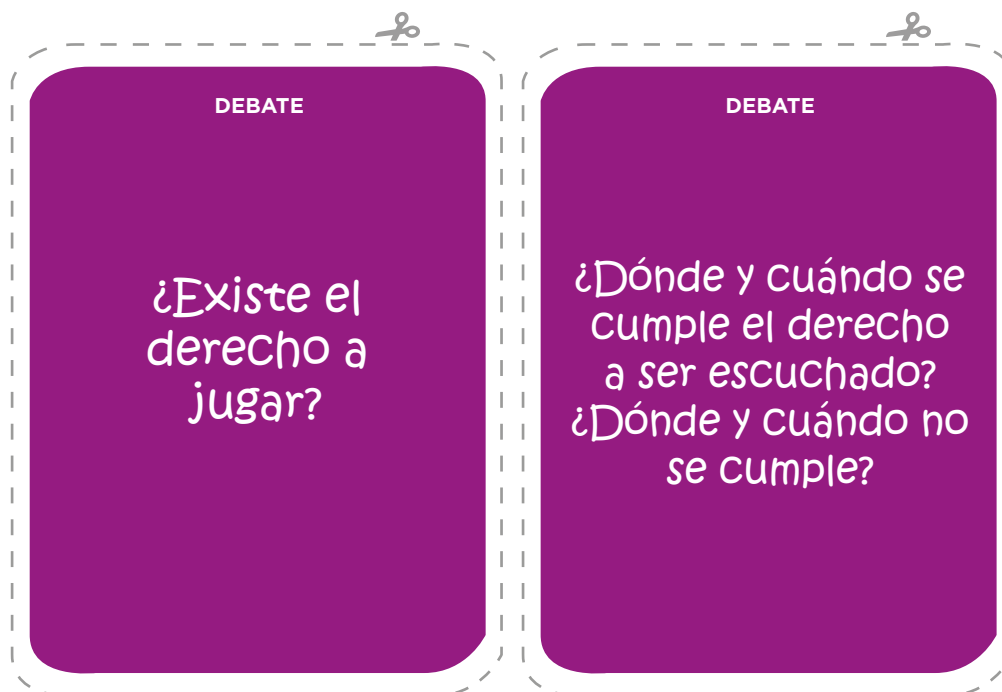 DEBATE
¿Existe el
derecho a
jugar?
DEBATE
¿Dónde y cuándo se
cumple el derecho
a ser escuchado?
¿Dónde y cuándo no
se cumple?